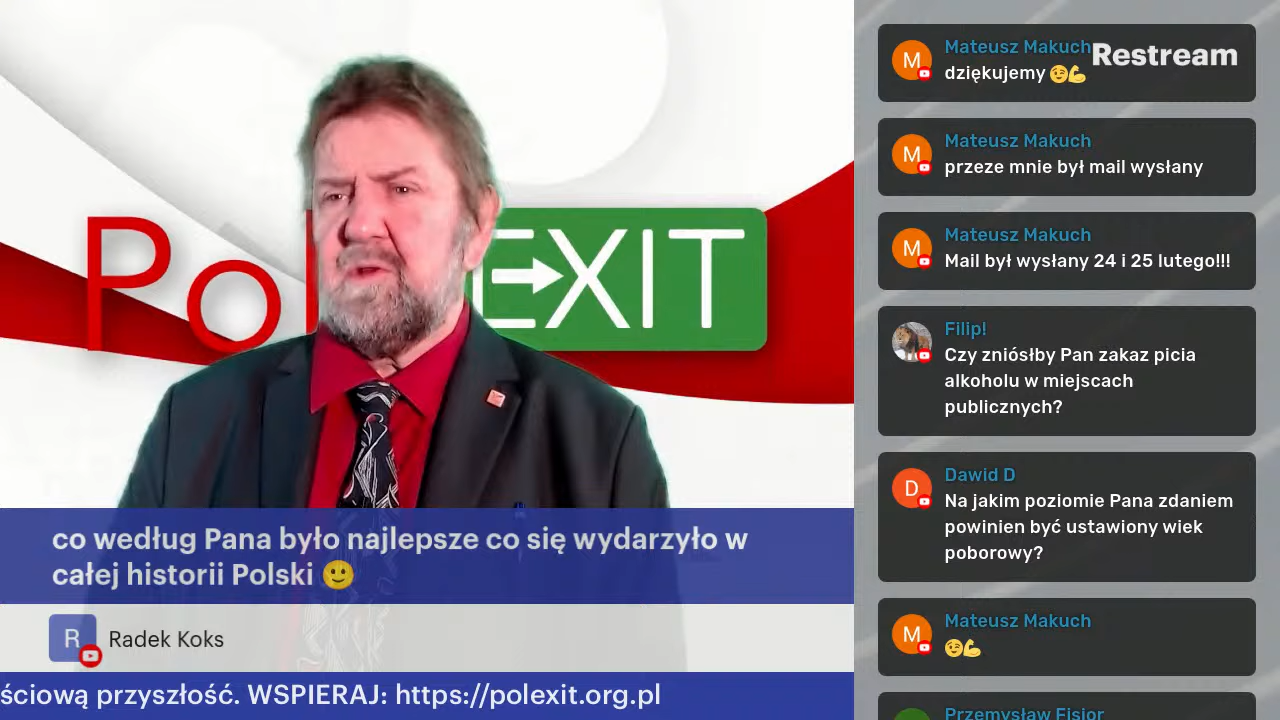 PolEXIT
co według Pana było najlepsze co się wydarzyło w
całej historii Polski 🙂
R
Radek Koks
ściową przyszłość. WSPIERAJ: https://polexit.org.pl
Restream
M
Mateusz Makuch
dziękujemy 😉💪
M
Mateusz Makuch
przeze mnie był mail wysłany
M
Mateusz Makuch
Mail był wysłany 24 i 25 lutego!!!
Filip!
Czy zniósłby Pan zakaz picia
alkoholu w miejscach
publicznych?
D
Dawid D
Na jakim poziomie Pana zdaniem
powinien być ustawiony wiek
poborowy?
M
Mateusz Makuch
😉💪
Przemysław Fisior